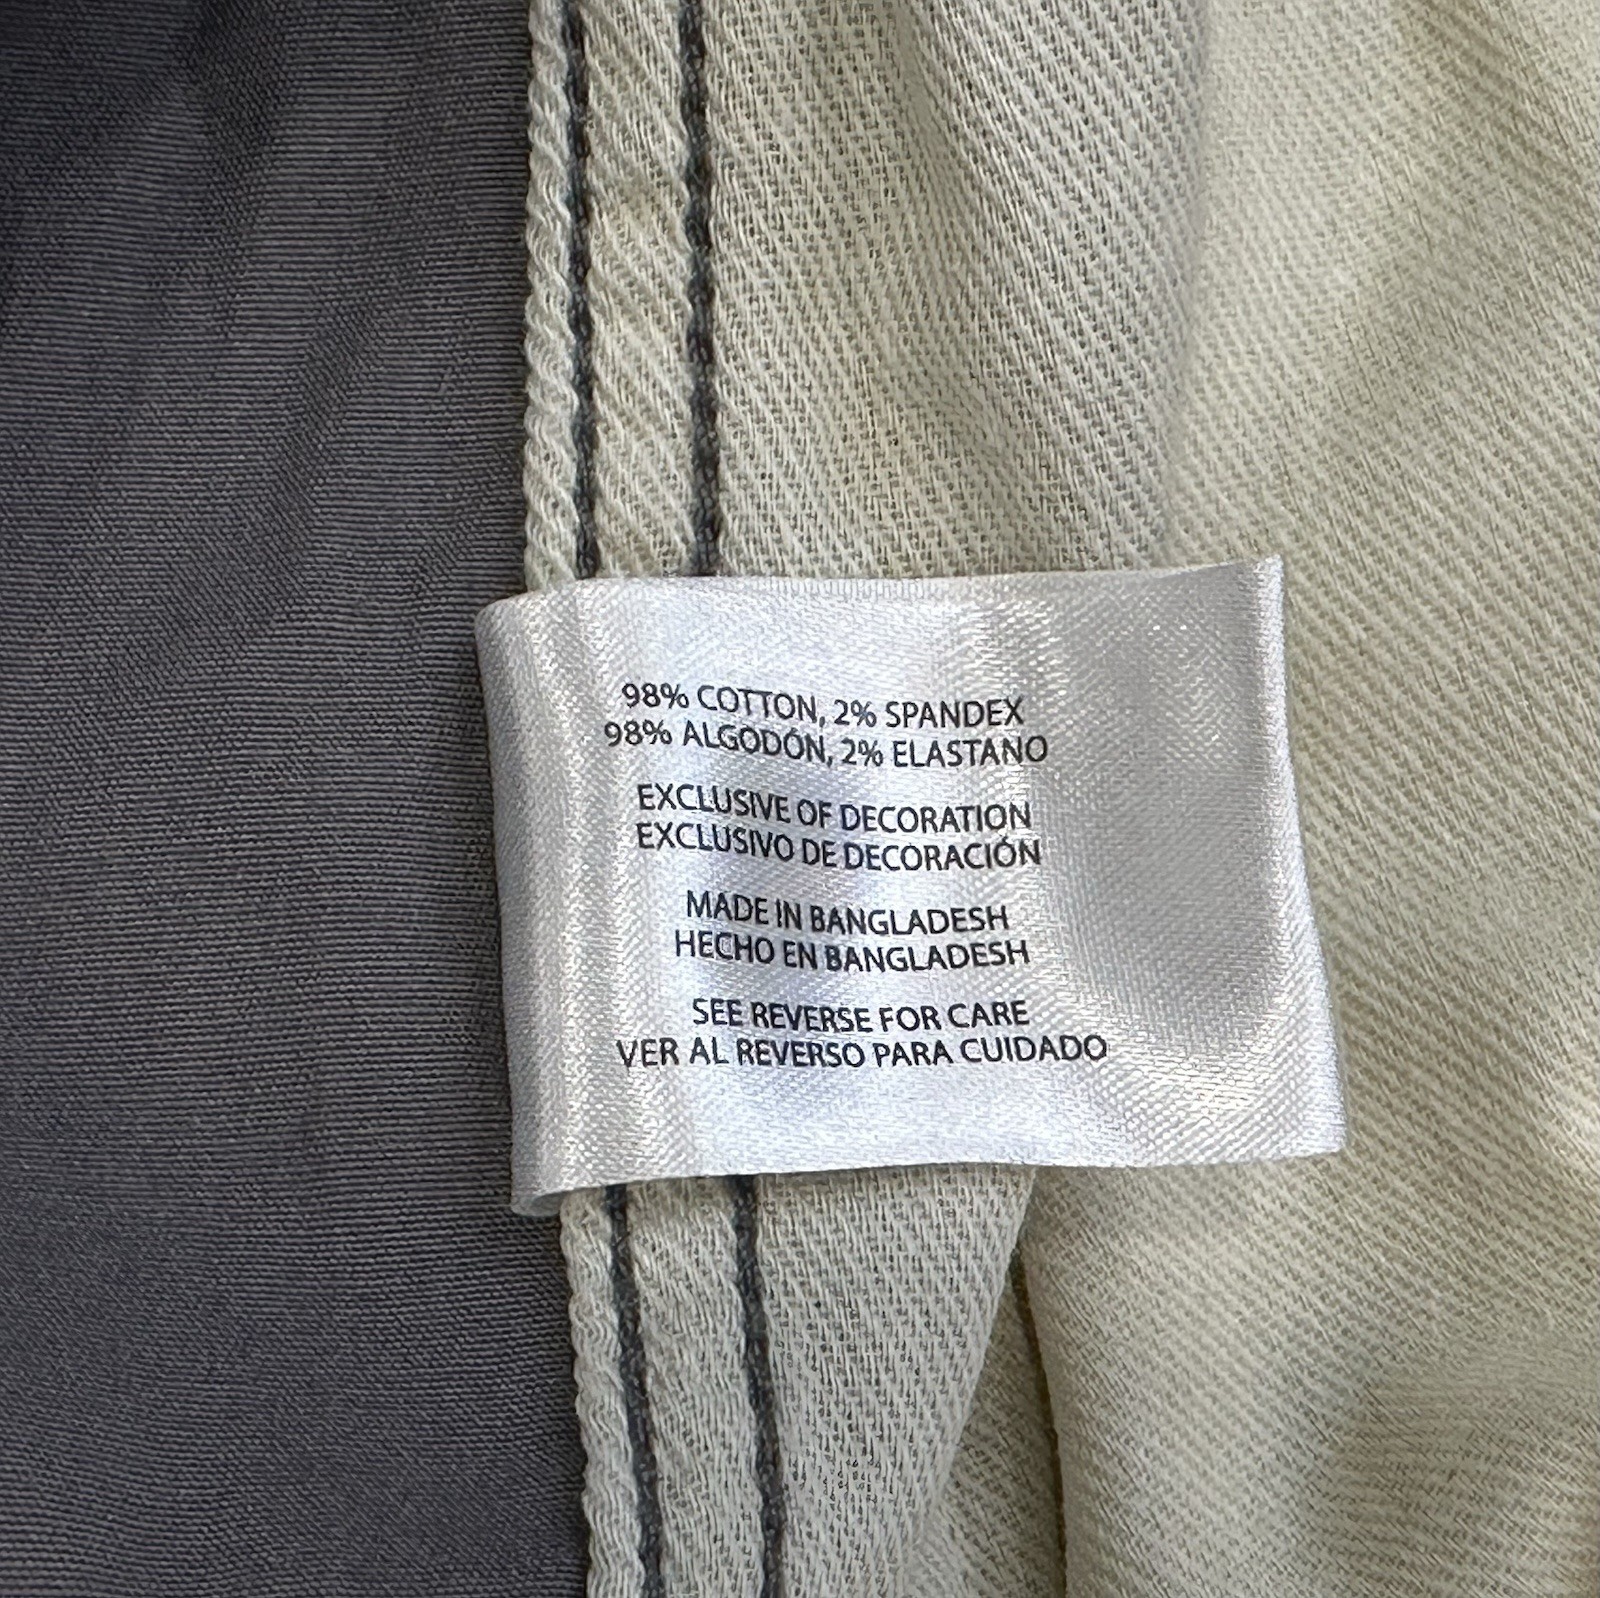 98% COTTON, 2% SPANDEX
98% ALGODÓN, 2% ELASTANO
EXCLUSIVE OF DECORATION
EXCLUSIVO DE DECORACIÓN
MADE IN BANGLADESH
HECHO EN BANGLADESH
SEE REVERSE FOR CARE
VER AL REVERSO PARA CUIDADO